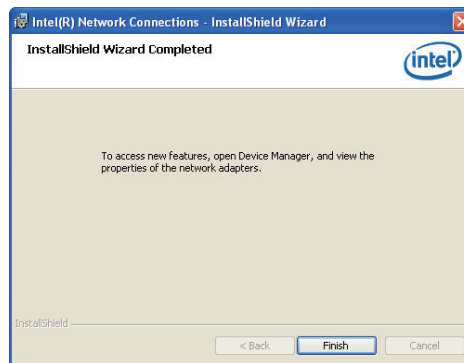 Intel(R) Network Connections - InstallShield Wizard
InstallShield Wizard Completed
intel
To access new features, open Device Manager, and view the
properties of the network adapters.
InstallShield
< Back
Finish
Cancel